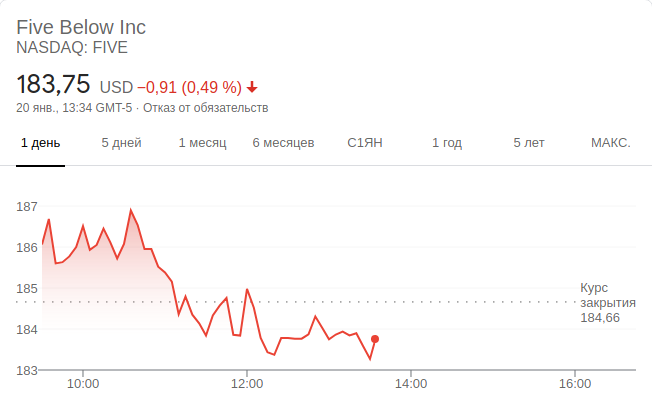 Five Below Inc
NASDAQ: FIVE
183,75 USD −0,91 (0,49 %)
20 янв., 13:34 GMT-5 · Отказ от обязательств
1 день 5 дней 1 месяц 6 месяцев С1ЯН 1 год 5 лет МАКС.
187
186
185
Курс
закрытия
184,66
184
183
10:00 12:00 14:00 16:00